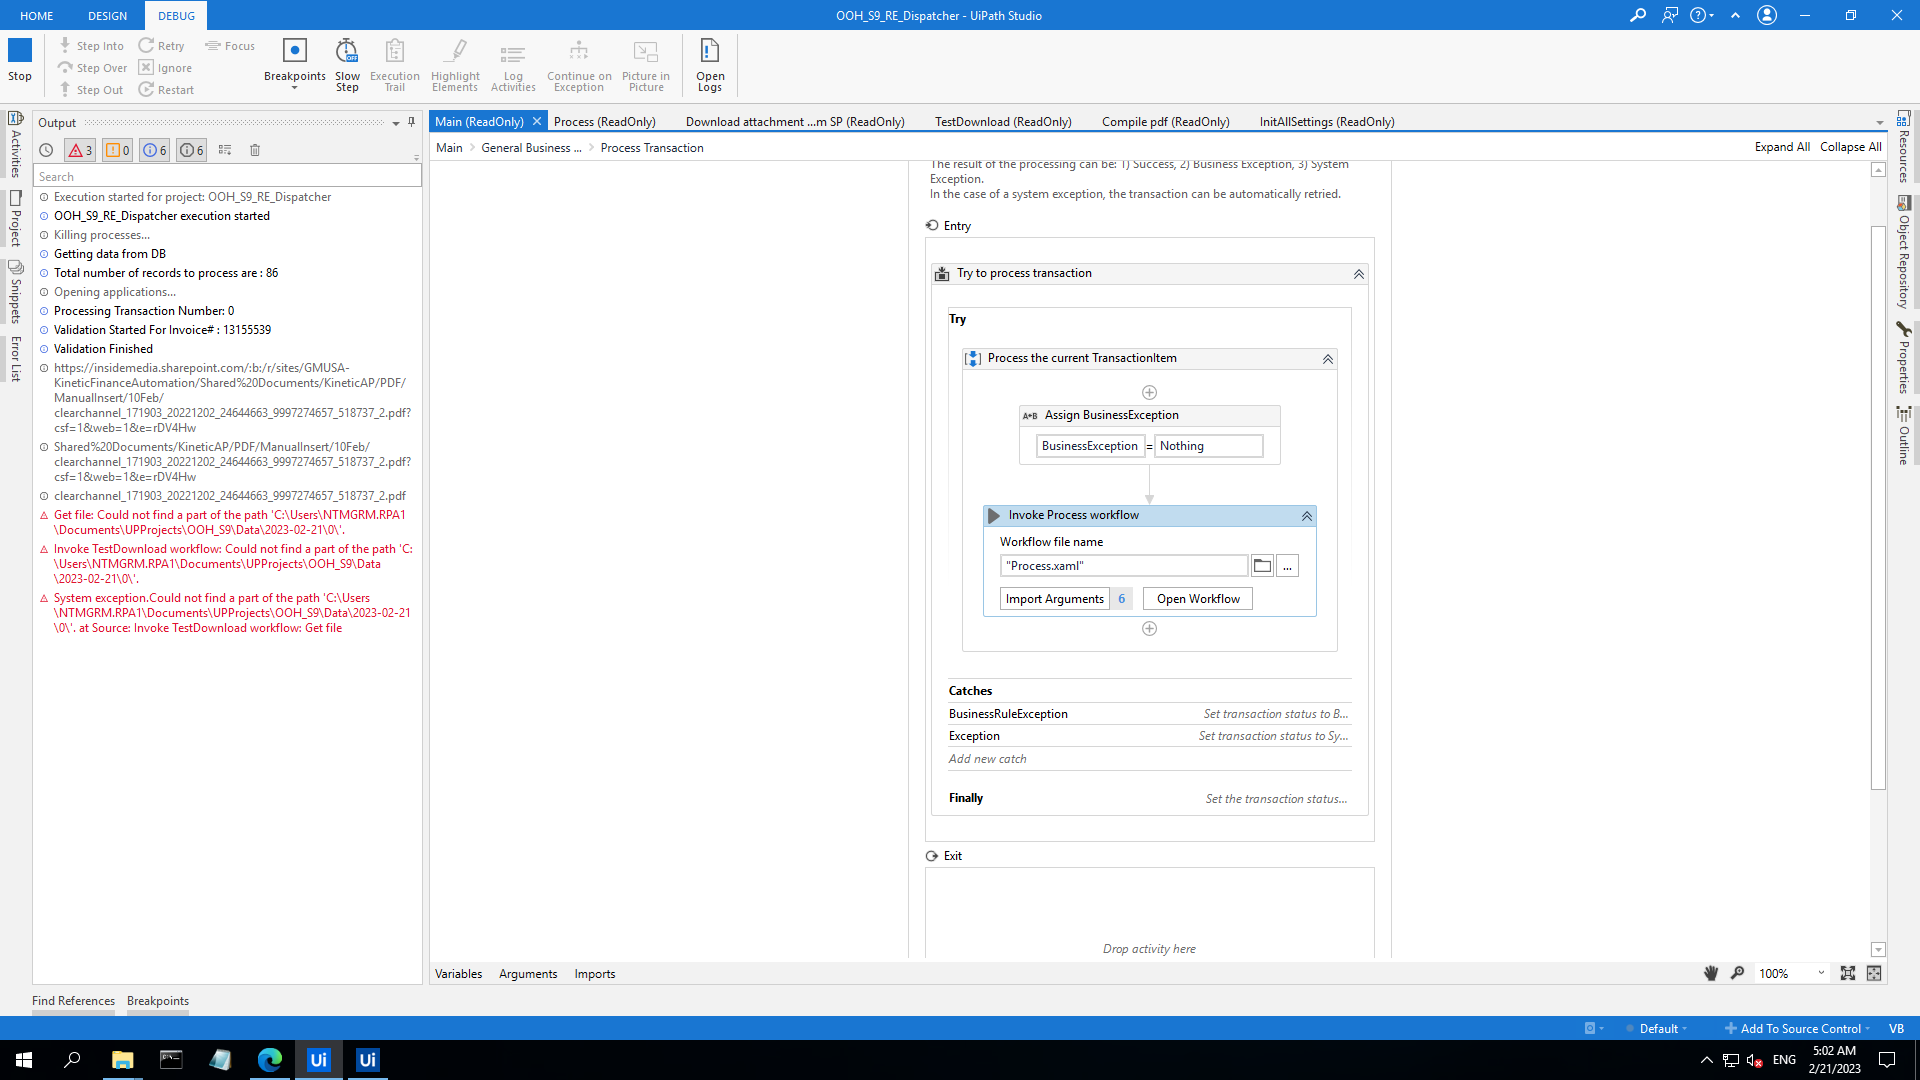 HOME DESIGN DEBUG OOH_S9_RE_Dispatcher - UiPath Studio
Stop
Step Into
Step Over
Step Out
Retry
Ignore
Restart
Focus
Breakpoints
Slow
Step
Execution
Trail
Highlight
Elements
Log
Activities
Continue on
Exception
Picture in
Picture
Open
Logs
Activities
Project
Snippets
Error List
Output
3 0 6 6
Search
Execution started for project: OOH_S9_RE_Dispatcher
OOH_S9_RE_Dispatcher execution started
Killing processes...
Getting data from DB
Total number of records to process are : 86
Opening applications...
Processing Transaction Number: 0
Validation Started For Invoice# : 13155539
Validation Finished
https://insidemedia.sharepoint.com/:b:/r/sites/GMUSA-
KineticFinanceAutomation/Shared%20Documents/KineticAP/PDF/
ManualInsert/10Feb/
clearchannel_171903_20221202_24644663_9997274657_518737_2.pdf?
csf=1&web=1&e=rDV4Hw
Shared%20Documents/KineticAP/PDF/ManualInsert/10Feb/
clearchannel_171903_20221202_24644663_9997274657_518737_2.pdf?
csf=1&web=1&e=rDV4Hw
clearchannel_171903_20221202_24644663_9997274657_518737_2.pdf
Get file: Could not find a part of the path 'C:\Users\NTMGRM.RPA1
\Documents\UPProjects\OOH_S9\Data\2023-02-21\0\'.
Invoke TestDownload workflow: Could not find a part of the path 'C:
\Users\NTMGRM.RPA1\Documents\UPProjects\OOH_S9\Data
\2023-02-21\0\'.
System exception.Could not find a part of the path 'C:\Users
\NTMGRM.RPA1\Documents\UPProjects\OOH_S9\Data\2023-02-21
\0\'. at Source: Invoke TestDownload workflow: Get file
Main (ReadOnly) Process (ReadOnly) Download attachment ...m SP (ReadOnly) TestDownload (ReadOnly) Compile pdf (ReadOnly) InitAllSettings (ReadOnly)
Main General Business ... Process Transaction Expand All Collapse All
The result of the processing can be: 1) Success, 2) Business Exception, 3) System
Exception.
In the case of a system exception, the transaction can be automatically retried.
Entry
Try to process transaction
Try
Process the current TransactionItem
A+B Assign BusinessException
BusinessException = Nothing
Invoke Process workflow
Workflow file name
"Process.xaml" ...
Import Arguments 6 Open Workflow
Catches
BusinessRuleException Set transaction status to B...
Exception Set transaction status to Sy...
Add new catch
Finally Set the transaction status...
Exit
Drop activity here
Variables Arguments Imports 100%
Resources
Object Repository
Properties
Outline
Find References Breakpoints
Default Add To Source Control VB
Ui Ui ENG
5:02 AM
2/21/2023